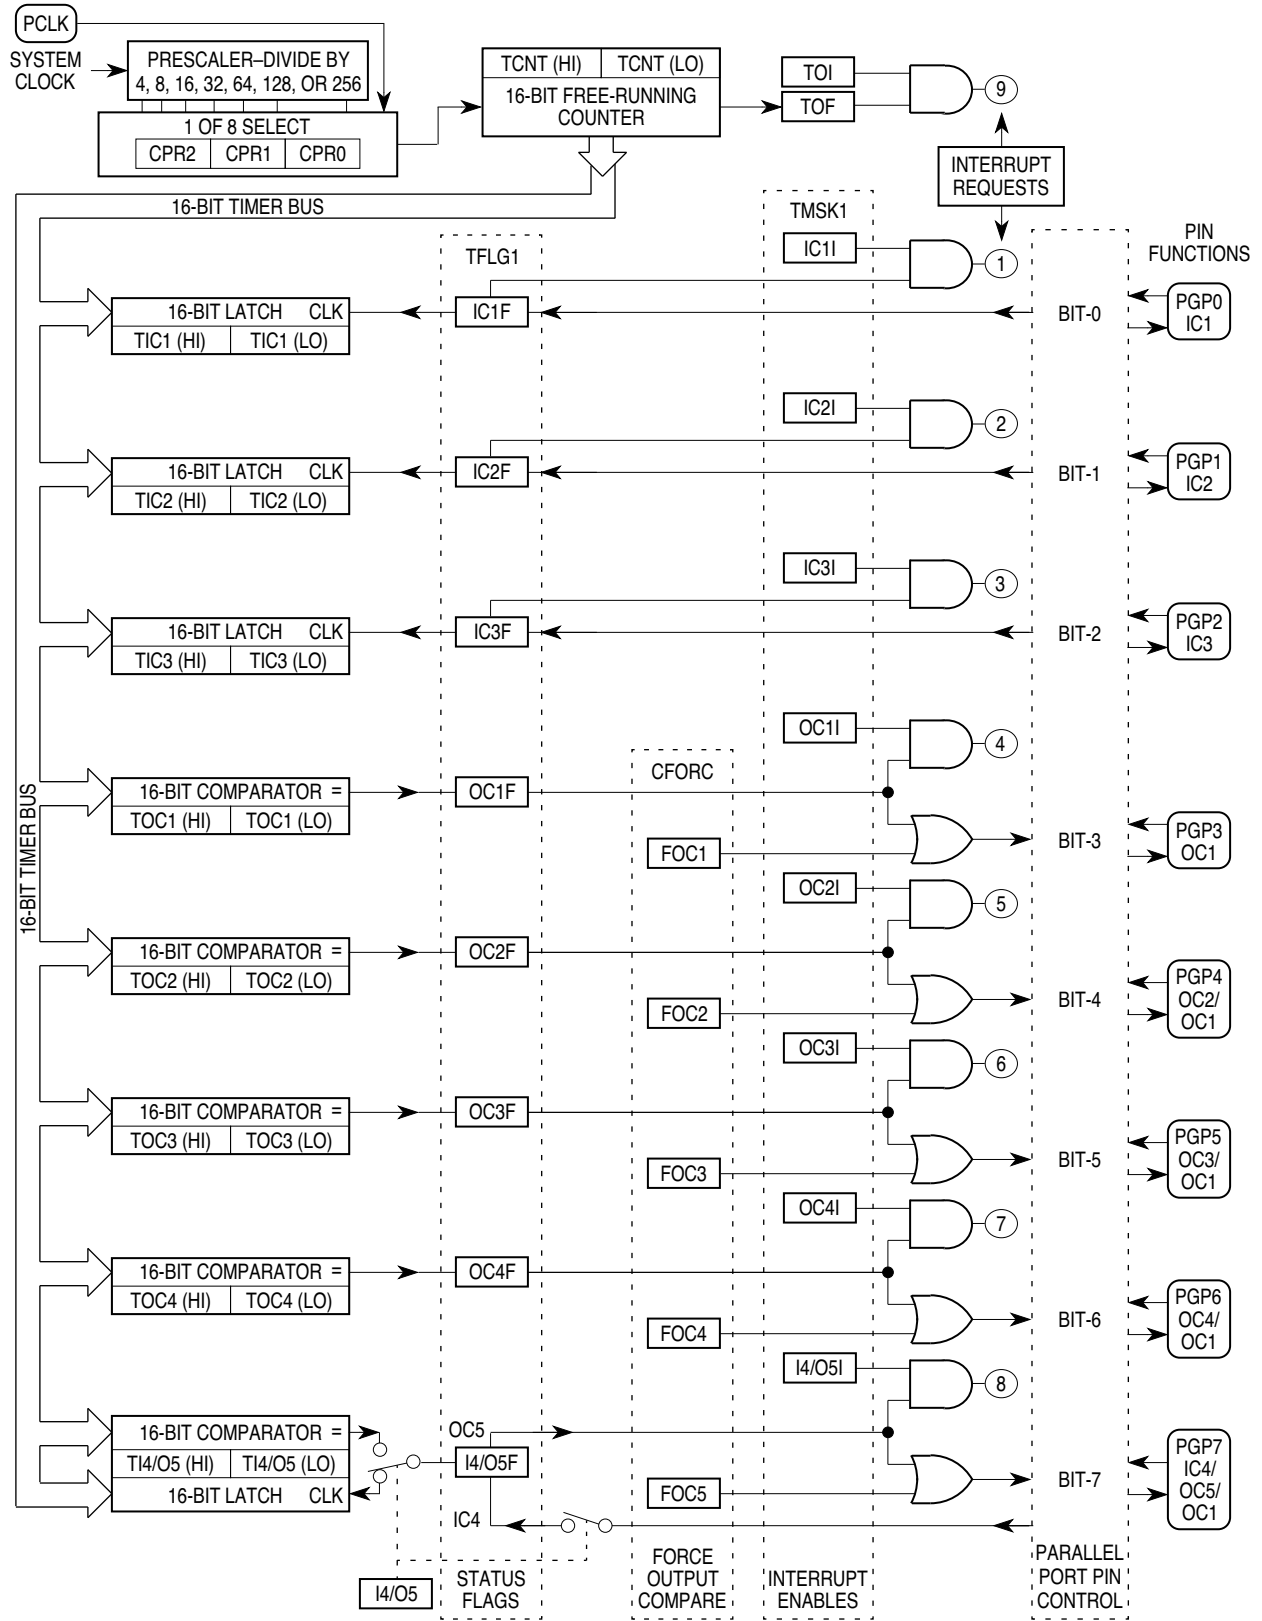 PCLK
SYSTEM
CLOCK
PRESCALER–DIVIDE BY
4, 8, 16, 32, 64, 128, OR 256
1 OF 8 SELECT
CPR2 CPR1 CPR0
TCNT (HI) TCNT (LO)
16-BIT FREE-RUNNING
COUNTER
TOI
TOF
9
INTERRUPT
REQUESTS
16-BIT TIMER BUS
16-BIT TIMER BUS
TFLG1
TMSK1
PIN
FUNCTIONS
IC1I
1
16-BIT LATCH CLK
TIC1 (HI) TIC1 (LO)
IC1F
BIT-0
PGP0
IC1
IC2I
2
16-BIT LATCH CLK
TIC2 (HI) TIC2 (LO)
IC2F
BIT-1
PGP1
IC2
IC3I
3
16-BIT LATCH CLK
TIC3 (HI) TIC3 (LO)
IC3F
BIT-2
PGP2
IC3
OC1I
4
CFORC
16-BIT COMPARATOR =
TOC1 (HI) TOC1 (LO)
OC1F
FOC1
BIT-3
PGP3
OC1
OC2I
5
16-BIT COMPARATOR =
TOC2 (HI) TOC2 (LO)
OC2F
FOC2
BIT-4
PGP4
OC2/
OC1
OC3I
6
16-BIT COMPARATOR =
TOC3 (HI) TOC3 (LO)
OC3F
FOC3
BIT-5
PGP5
OC3/
OC1
OC4I
7
16-BIT COMPARATOR =
TOC4 (HI) TOC4 (LO)
OC4F
FOC4
BIT-6
PGP6
OC4/
OC1
I4/O5I
8
16-BIT COMPARATOR =
TI4/O5 (HI) TI4/O5 (LO)
16-BIT LATCH CLK
OC5
I4/O5F
IC4
FOC5
BIT-7
PGP7
IC4/
OC5/
OC1
I4/O5
STATUS
FLAGS
FORCE
OUTPUT
COMPARE
INTERRUPT
ENABLES
PARALLEL
PORT PIN
CONTROL